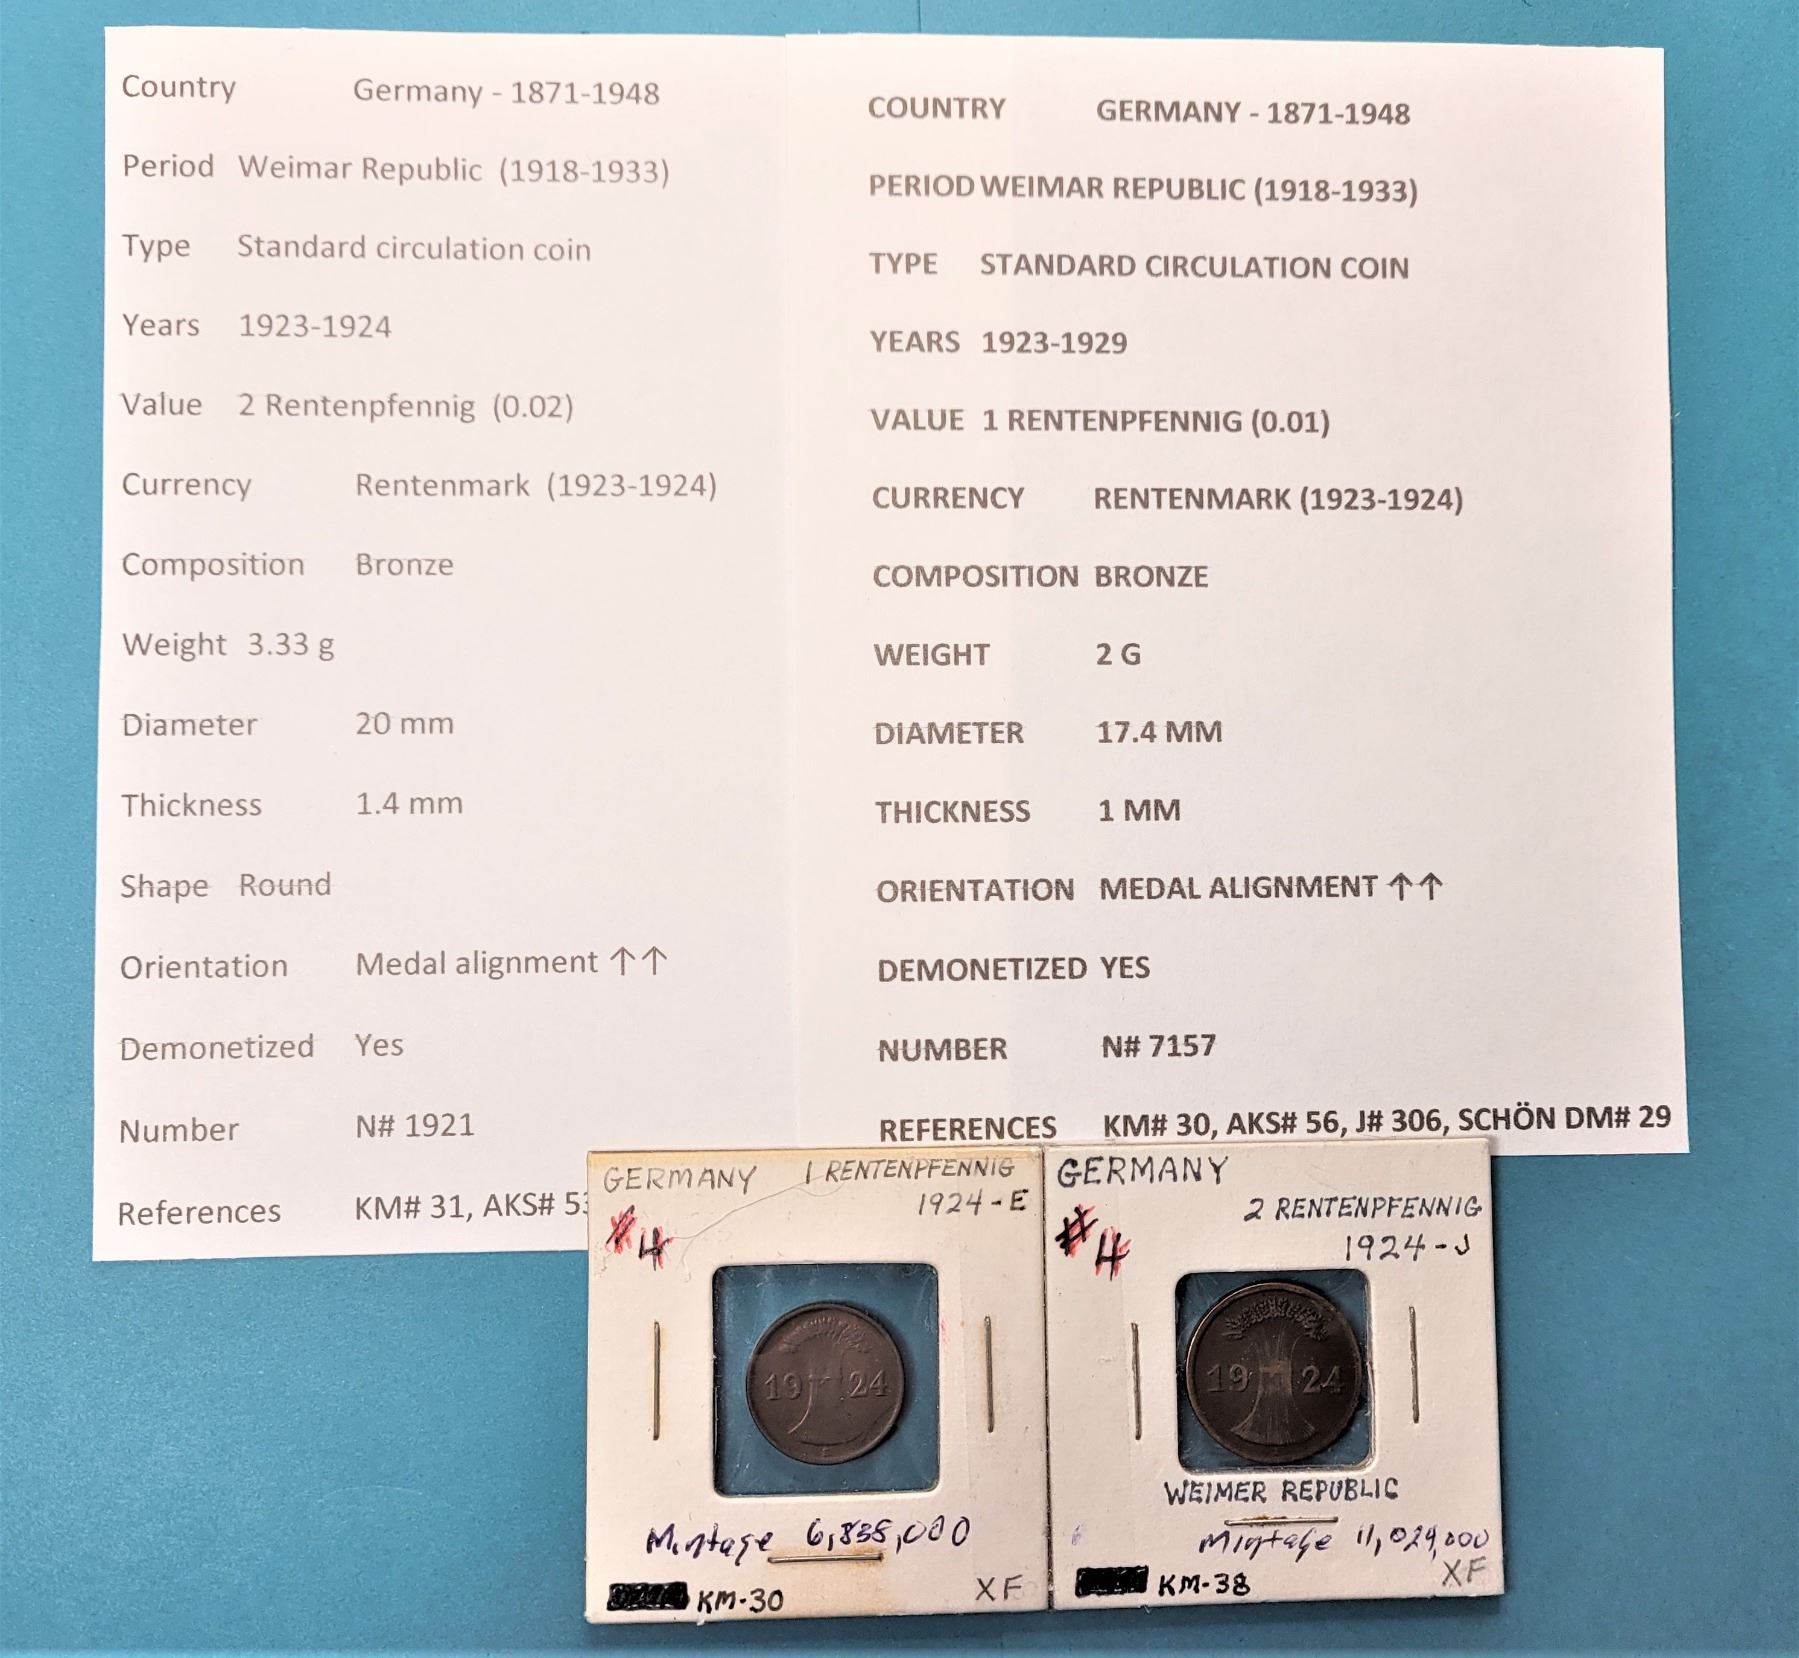 Country Germany - 1871-1948
Period Weimar Republic (1918-1933)
Type Standard circulation coin
Years 1923-1924
Value 2 Rentenpfennig (0.02)
Currency Rentenmark (1923-1924)
Composition Bronze
Weight 3.33 g
Diameter 20 mm
Thickness 1.4 mm
Shape Round
Orientation Medal alignment ↑↑
Demonetized Yes
Number N# 1921
References KM# 31, AKS# 53
COUNTRY GERMANY - 1871-1948
PERIOD WEIMAR REPUBLIC (1918-1933)
TYPE STANDARD CIRCULATION COIN
YEARS 1923-1929
VALUE 1 RENTENPFENNIG (0.01)
CURRENCY RENTENMARK (1923-1924)
COMPOSITION BRONZE
WEIGHT 2 G
DIAMETER 17.4 MM
THICKNESS 1 MM
ORIENTATION MEDAL ALIGNMENT ↑↑
DEMONETIZED YES
NUMBER N# 7157
REFERENCES KM# 30, AKS# 56, J# 306, SCHÖN DM# 29
GERMANY 1 RENTENPFENNIG
1924-E
#4
19 24
E
Mintage 6,838,000
KM-30 XF
GERMANY
2 RENTENPFENNIG
#4 1924-J
19 24
WEIMER REPUBLIC
Mintage 11,029,000
KM-38 XF